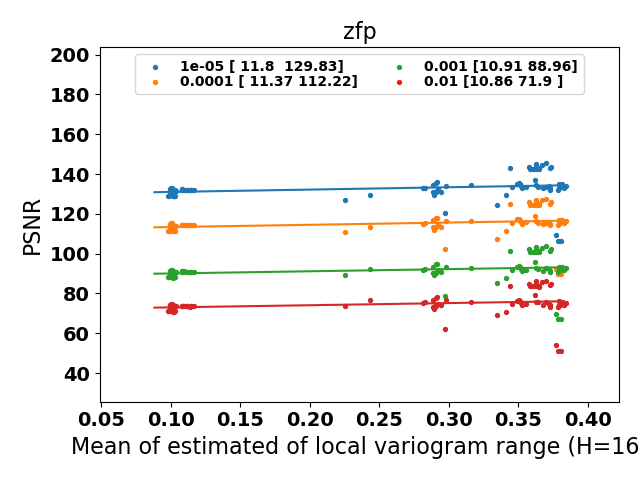 zfp
1e-05 [ 11.8  129.83]
0.0001 [ 11.37 112.22]
0.001 [10.91 88.96]
0.01 [10.86 71.9 ]
PSNR
200
180
160
140
120
100
80
60
40
0.05 0.10 0.15 0.20 0.25 0.30 0.35 0.40
Mean of estimated of local variogram range (H=16